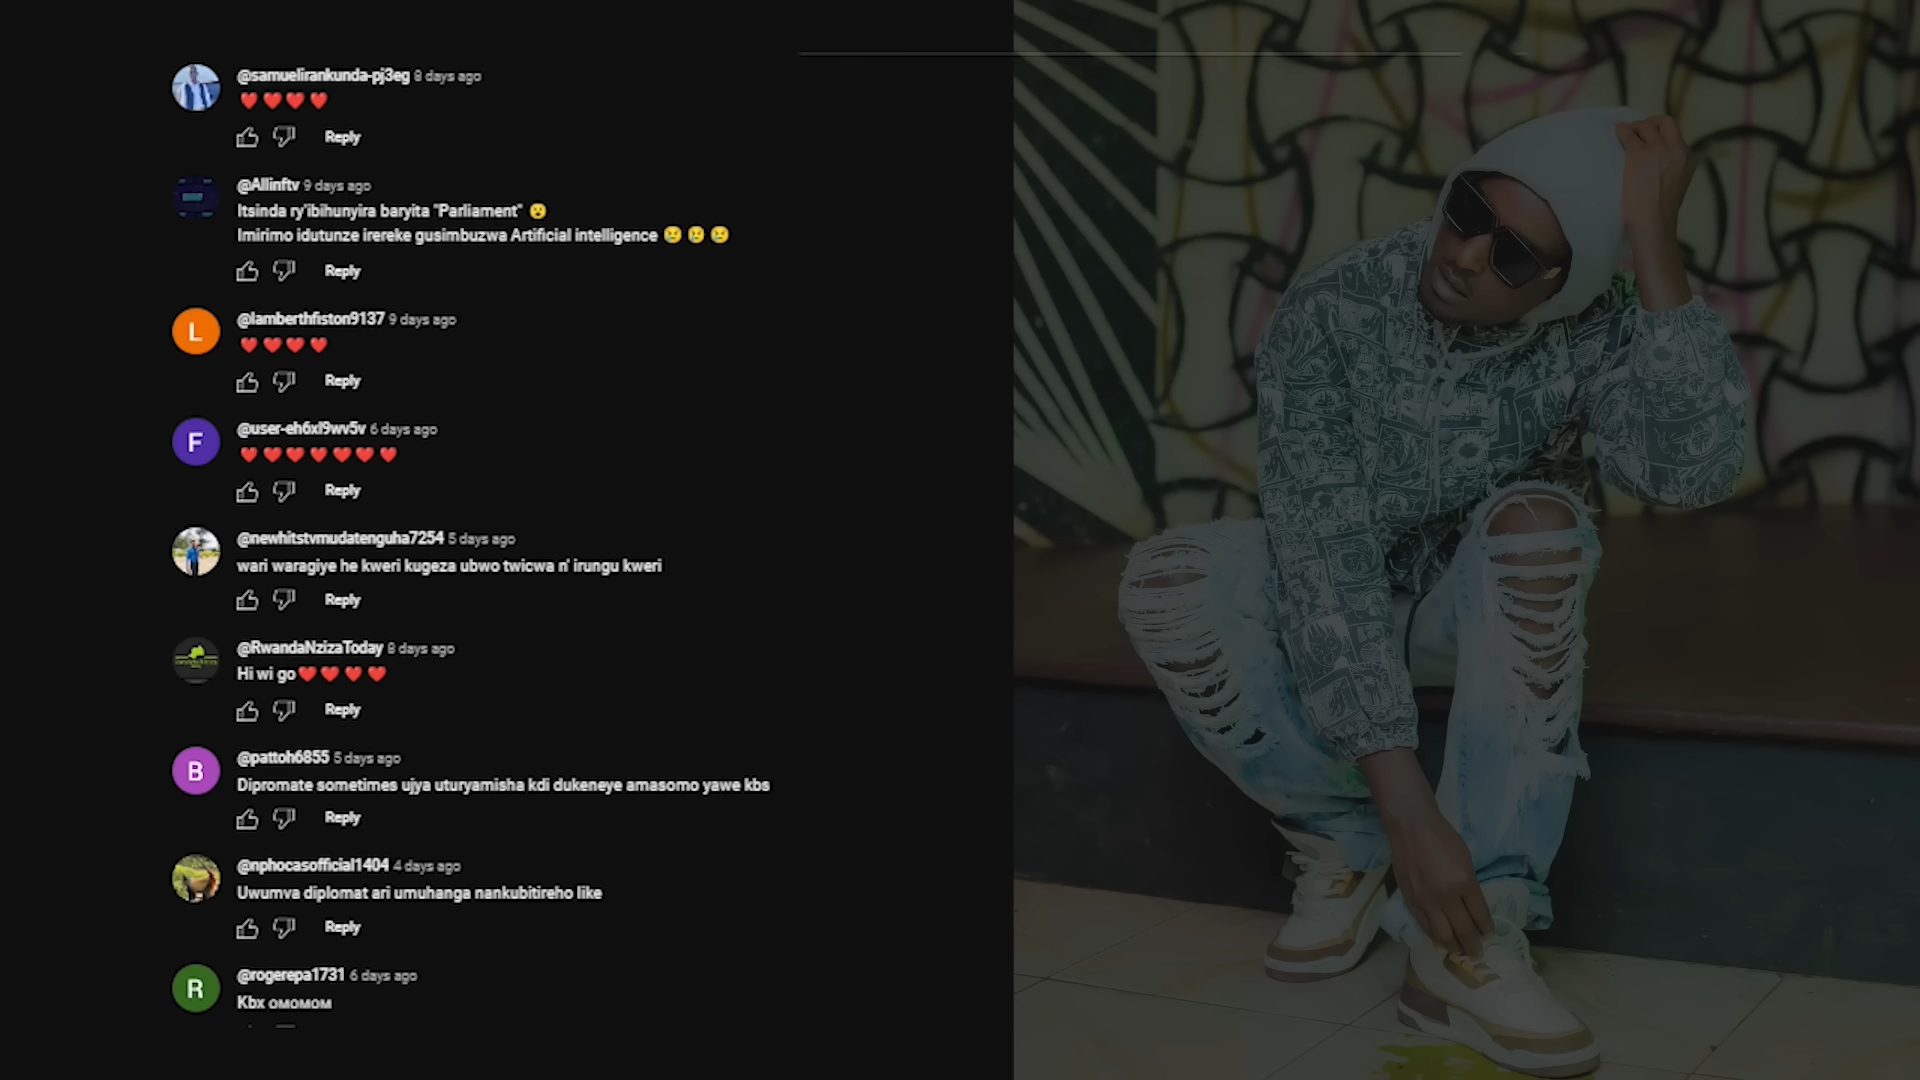 @samuelirankunda-pj3eg 8 days ago
❤️❤️❤️❤️
Reply
@Allinftv 9 days ago
Itsinda ry'ibihunyira baryita "Parliament" 😮
Imirimo idutunze irereke gusimbuzwa Artificial intelligence 😢😢😢
Reply
L
@lamberthfiston9137 9 days ago
❤️❤️❤️❤️
Reply
F
@user-eh6xl9wv5v 6 days ago
❤️❤️❤️❤️❤️❤️❤️
Reply
@newhitstvmudatenguha7254 5 days ago
wari waragiye he kweri kugeza ubwo twicwa n' irungu kweri
Reply
@RwandaNzizaToday 8 days ago
Hi wi go❤️❤️❤️❤️
Reply
B
@pattoh6855 5 days ago
Dipromate sometimes ujya uturyamisha kdi dukeneye amasomo yawe kbs
Reply
@nphocasofficial1404 4 days ago
Uwumva diplomat ari umuhanga nankubitireho like
Reply
R
@rogerepa1731 6 days ago
Kbx ᴏᴍᴏᴍᴏᴍ